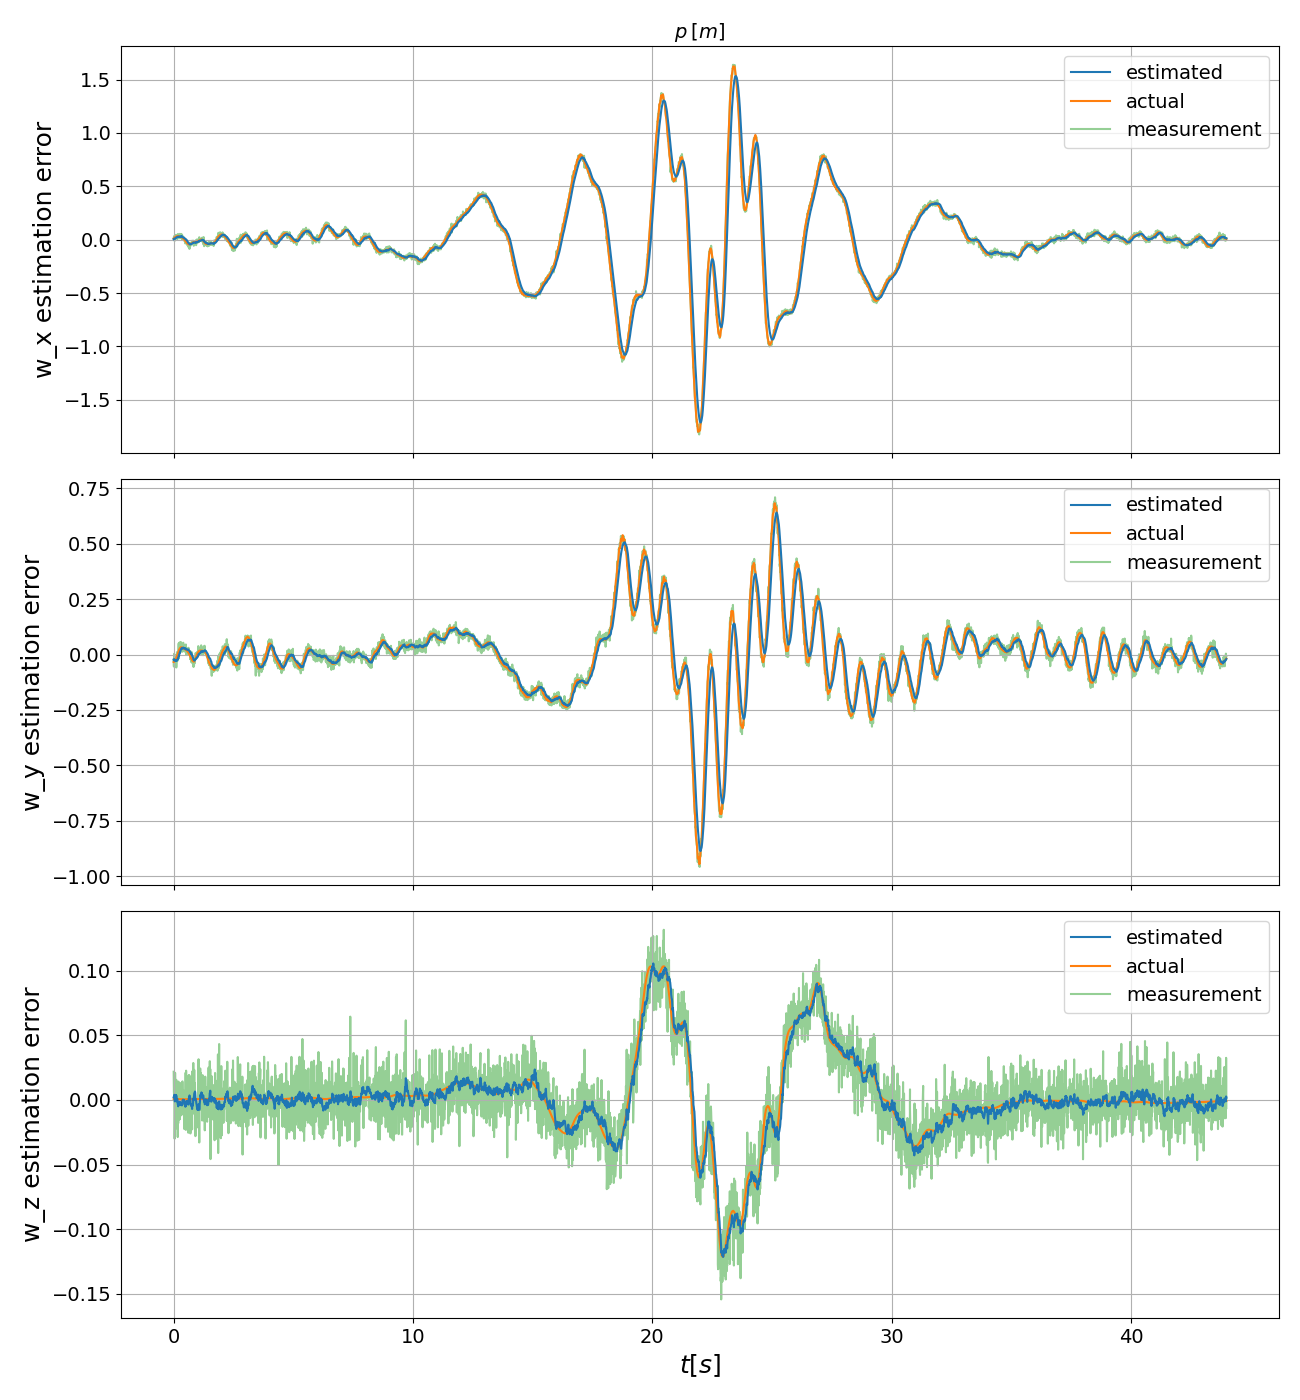 p [m]
w_x estimation error
1.5
1.0
0.5
0.0
−0.5
−1.0
−1.5
estimated
actual
measurement
w_y estimation error
0.75
0.50
0.25
0.00
−0.25
−0.50
−0.75
−1.00
estimated
actual
measurement
w_z estimation error
0.10
0.05
0.00
−0.05
−0.10
−0.15
estimated
actual
measurement
0 10 20 30 40
t[s]